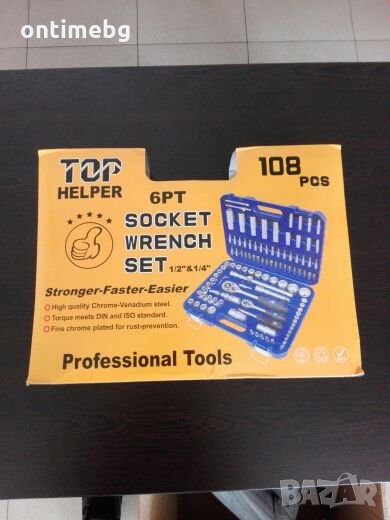 ontimebg
TOP
HELPER
108 PCS
6PT
SOCKET
WRENCH
SET 1/2"&1/4"
Stronger-Faster-Easier
High quality Chrome-Vanadium steel.
Torque meets DIN and ISO standard.
Fine chrome plated for rust-prevention.
Professional Tools
BAZAR